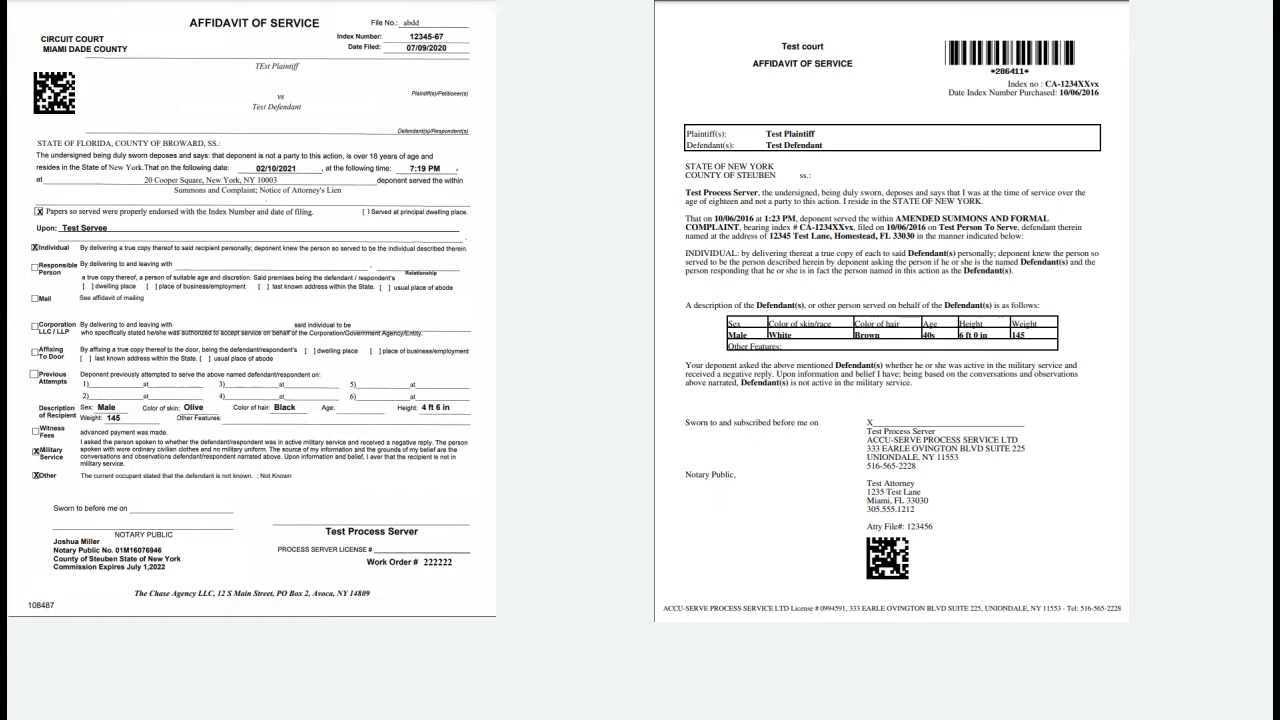 AFFIDAVIT OF SERVICE
File No.: abdd
CIRCUIT COURT
MIAMI DADE COUNTY
Index Number: 12345-67
Date Filed: 07/09/2020
TEst Plaintiff
vs
Plaintiff(s)/Petitioner(s)
Test Defendant
Defendant(s)/Respondent(s)
STATE OF FLORIDA, COUNTY OF BROWARD, SS.:
The undersigned being duly sworn deposes and says: that deponent is not a party to this action, is over 18 years of age and
resides in the State of New York.That on the following date: 02/10/2021 , at the following time: 7:19 PM ,
at 20 Cooper Square, New York, NY 10003 deponent served the within
Summons and Complaint; Notice of Attorney's Lien
.
X Papers so served were properly endorsed with the Index Number and date of filing. [ ] Served at principal dwelling place.
Upon: Test Servee .
X Individual By delivering a true copy thereof to said recipient personally; deponent knew the person so served to be the individual described therein.
Responsible Person By delivering to and leaving with , .
Relationship
a true copy thereof, a person of suitable age and discretion. Said premises being the defendant / respondent's
[ ] dwelling place [ ] place of business/employment [ ] last known address within the State. [ ] usual place of abode
Mail See affidavit of mailing
Corporation LLC / LLP By delivering to and leaving with said individual to be
who specifically stated he/she was authorized to accept service on behalf of the Corporation/Government Agency/Entity.
Affixing To Door By affixing a true copy thereof to the door, being the defendant/respondent's [ ] dwelling place [ ] place of business/employment
[ ] last known address within the State. [ ] usual place of abode
Previous Attempts Deponent previously attempted to serve the above named defendant/respondent on:
1) at 3) at 5) at
2) at 4) at 6) at
Description of Recipient Sex: Male Color of skin: Olive Color of hair: Black Age: Height: 4 ft 6 in
Weight: 145 Other Features:
Witness Fees advanced payment was made.
X Military Service I asked the person spoken to whether the defendant/respondent was in active military service and received a negative reply. The person
spoken with wore ordinary civilian clothes and no military uniform. The source of my information and the grounds of my belief are the
conversations and observations defendant/respondent narrated above. Upon information and belief, I aver that the recipient is not in
military service.
X Other The current occupant stated that the defendant is not known. : Not Known
Sworn to before me on
NOTARY PUBLIC
Joshua Miller
Notary Public No. 01M16076946
County of Steuben State of New York
Commission Expires July 1,2022
Test Process Server
PROCESS SERVER LICENSE #
Work Order # 222222
The Chase Agency LLC, 12 S Main Street, PO Box 2, Avoca, NY 14809
108487
Test court
AFFIDAVIT OF SERVICE
*286411*
Index no : CA-1234XXvx
Date Index Number Purchased: 10/06/2016
Plaintiff(s): Test Plaintiff
Defendant(s): Test Defendant
STATE OF NEW YORK
COUNTY OF STEUBEN ss.:
Test Process Server, the undersigned, being duly sworn, deposes and says that I was at the time of service over the
age of eighteen and not a party to this action. I reside in the STATE OF NEW YORK.
That on 10/06/2016 at 1:23 PM, deponent served the within AMENDED SUMMONS AND FORMAL
COMPLAINT, bearing index # CA-1234XXvx, filed on 10/06/2016 on Test Person To Serve, defendant therein
named at the address of 12345 Test Lane, Homestead, FL 33030 in the manner indicated below:
INDIVIDUAL: by delivering thereat a true copy of each to said Defendant(s) personally; deponent knew the person so
served to be the person described herein by deponent asking the person if he or she is the named Defendant(s) and the
person responding that he or she is in fact the person named in this action as the Defendant(s).
A description of the Defendant(s), or other person served on behalf of the Defendant(s) is as follows:
Sex Color of skin/race Color of hair Age Height Weight
Male White Brown 40s 6 ft 0 in 145
Other Features:
Your deponent asked the above mentioned Defendant(s) whether he or she was active in the military service and
received a negative reply. Upon information and belief I have; being based on the conversations and observations
above narrated, Defendant(s) is not active in the military service.
Sworn to and subscribed before me on
X
Test Process Server
ACCU-SERVE PROCESS SERVICE LTD
333 EARLE OVINGTON BLVD SUITE 225
UNIONDALE, NY 11553
516-565-2228
Notary Public,
Test Attorney
1235 Test Lane
Miami, FL 33030
305.555.1212
Atty File#: 123456
ACCU-SERVE PROCESS SERVICE LTD License # 0994591, 333 EARLE OVINGTON BLVD SUITE 225, UNIONDALE, NY 11553 - Tel: 516-565-2228